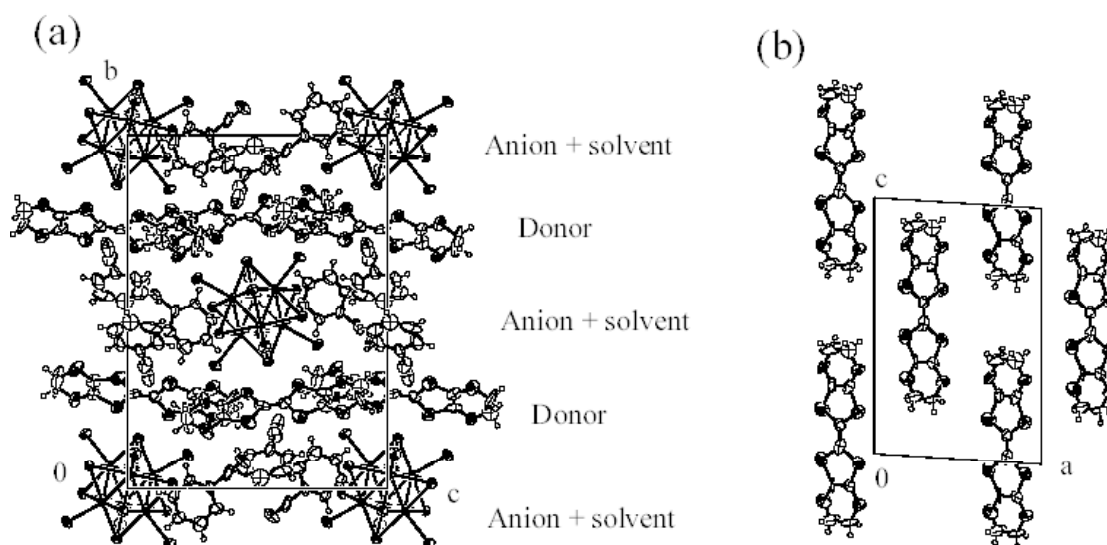 (a)
(b)
b
Anion + solvent
c
Donor
Anion + solvent
Donor
0
0
a
c
Anion + solvent